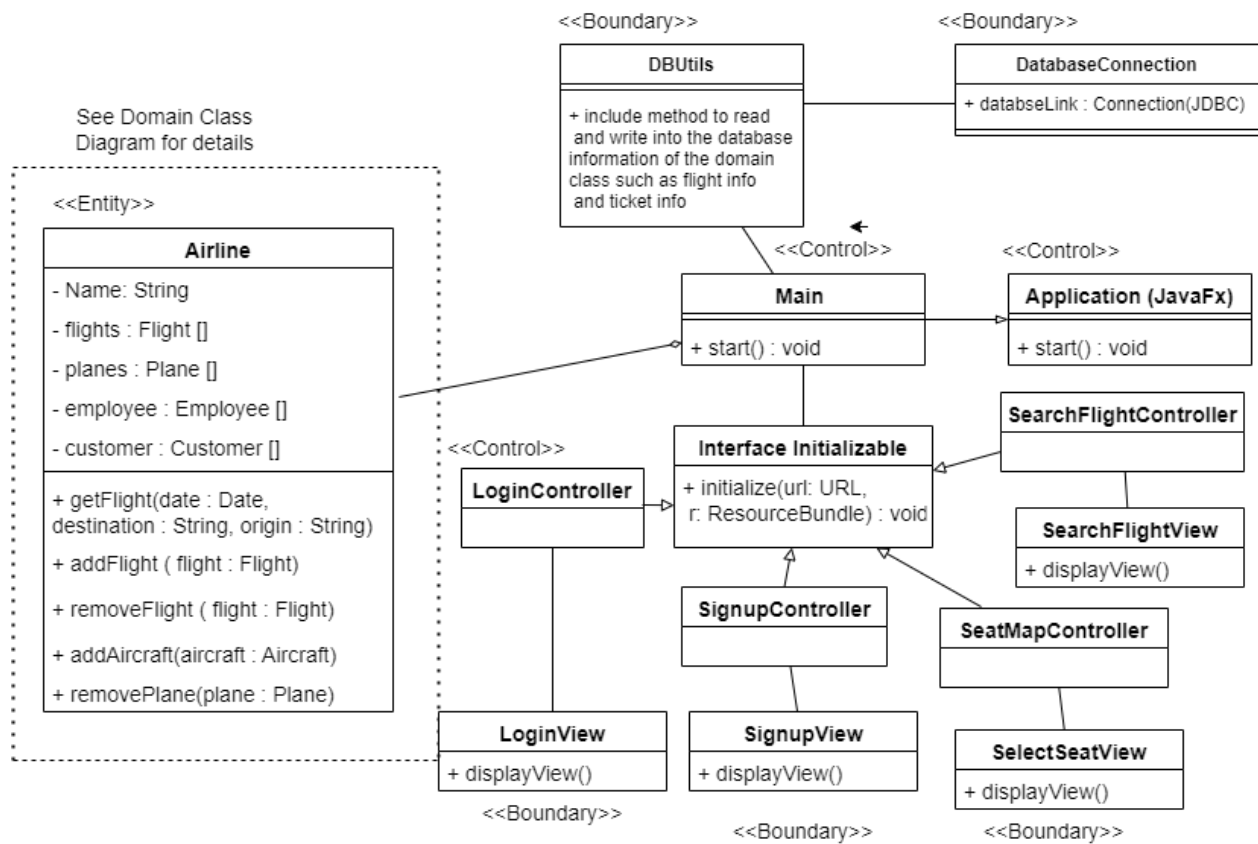 <<Boundary>>
DBUtils
+ include method to read
and write into the database
information of the domain
class such as flight info
and ticket info
<<Boundary>>
DatabaseConnection
+ databseLink : Connection(JDBC)
See Domain Class
Diagram for details
<<Entity>>
Airline
- Name: String
- flights : Flight []
- planes : Plane []
- employee : Employee []
- customer : Customer []
+ getFlight(date : Date,
destination : String, origin : String)
+ addFlight ( flight : Flight)
+ removeFlight ( flight : Flight)
+ addAircraft(aircraft : Aircraft)
+ removePlane(plane : Plane)
<<Control>>
Main
+ start() : void
<<Control>>
Application (JavaFx)
+ start() : void
<<Control>>
LoginController
Interface Initializable
+ initialize(url: URL,
r: ResourceBundle) : void
SearchFlightController
SearchFlightView
+ displayView()
SignupController
SeatMapController
LoginView
+ displayView()
<<Boundary>>
SignupView
+ displayView()
<<Boundary>>
SelectSeatView
+ displayView()
<<Boundary>>